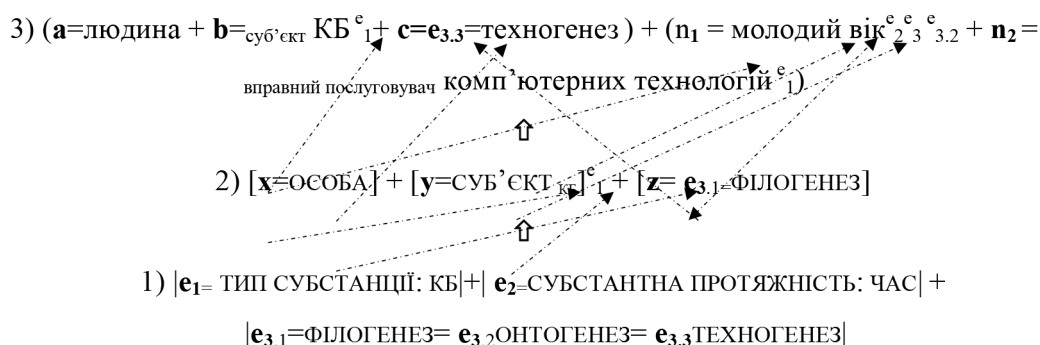 3) (a=людина + b=суб’єкт КБ e1+ c=e3.3=техногенез ) + (n1 = молодий вік e2 e3 e3.2 + n2 =
вправний послуговувач комп’ютерних технологій e1)
⇧
2) [x=ОСОБА] + [y=СУБ’ЄКТ КБ]e1 + [z= e3.1=ФІЛОГЕНЕЗ]
⇧
1) |e1= ТИП СУБСТАНЦІЇ: КБ|+| e2=СУБСТАНТНА ПРОТЯЖНІСТЬ: ЧАС| +
|e3.1=ФІЛОГЕНЕЗ= e3.2ОНТОГЕНЕЗ= e3.3ТЕХНОГЕНЕЗ|